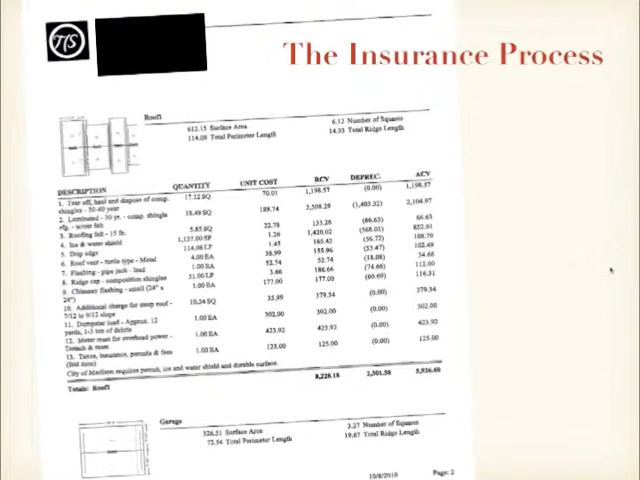 TJS
The Insurance Process
Roof1
612.15 Surface Area 6.12 Number of Squares
114.08 Total Perimeter Length 14.33 Total Ridge Length
DESCRIPTION QUANTITY UNIT COST RCV DEPREC. ACV
1. Tear off, haul and dispose of comp. 17.12 SQ 70.01 1,198.57 (0.00) 1,198.57
shingles - 30-40 year
2. Laminated - 30 yr. - comp. shingle 18.49 SQ 189.74 3,508.29 (1,403.32) 2,104.97
rfg. - w/out felt
3. Roofing felt - 15 lb. 5.85 SQ 22.78 133.26 (66.63) 66.63
4. Ice & water shield 1,127.00 SF 1.26 1,420.02 (568.01) 852.01
5. Drip edge 114.08 LF 1.45 165.42 (56.72) 108.70
6. Roof vent - turtle type - Metal 4.00 EA 38.99 155.96 (53.47) 102.49
7. Flashing - pipe jack - lead 1.00 EA 52.74 52.74 (18.08) 34.66
8. Ridge cap - composition shingles 51.00 LF 3.66 186.66 (74.66) 112.00
9. Chimney flashing - small (24" x 1.00 EA 177.00 177.00 (60.69) 116.31
24")
10. Additional charge for steep roof - 10.54 SQ 35.99 379.34 (0.00) 379.34
7/12 to 9/12 slope
11. Dumpster load - Approx. 12 1.00 EA 302.00 302.00 (0.00) 302.00
yards, 1-3 ton of debris
12. Meter mast for overhead power - 1.00 EA 423.92 423.92 (0.00) 423.92
Detach & reset
13. Taxes, insurance, permits & fees 1.00 EA 125.00 125.00 (0.00) 125.00
(Bid item)
City of Madison requires permit, ice and water shield and durable surface.
Totals: Roof1 8,228.18 2,301.58 5,926.60
Garage
326.51 Surface Area 3.27 Number of Squares
72.54 Total Perimeter Length 19.67 Total Ridge Length
10/8/2010 Page: 2